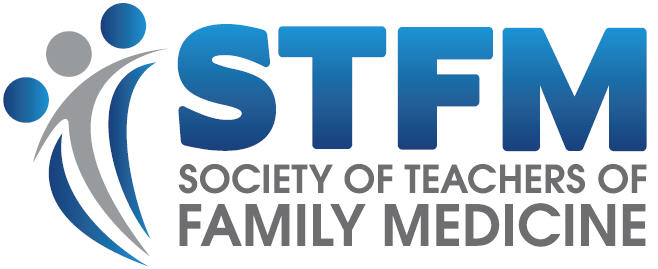 STFM
SOCIETY OF TEACHERS OF
FAMILY MEDICINE